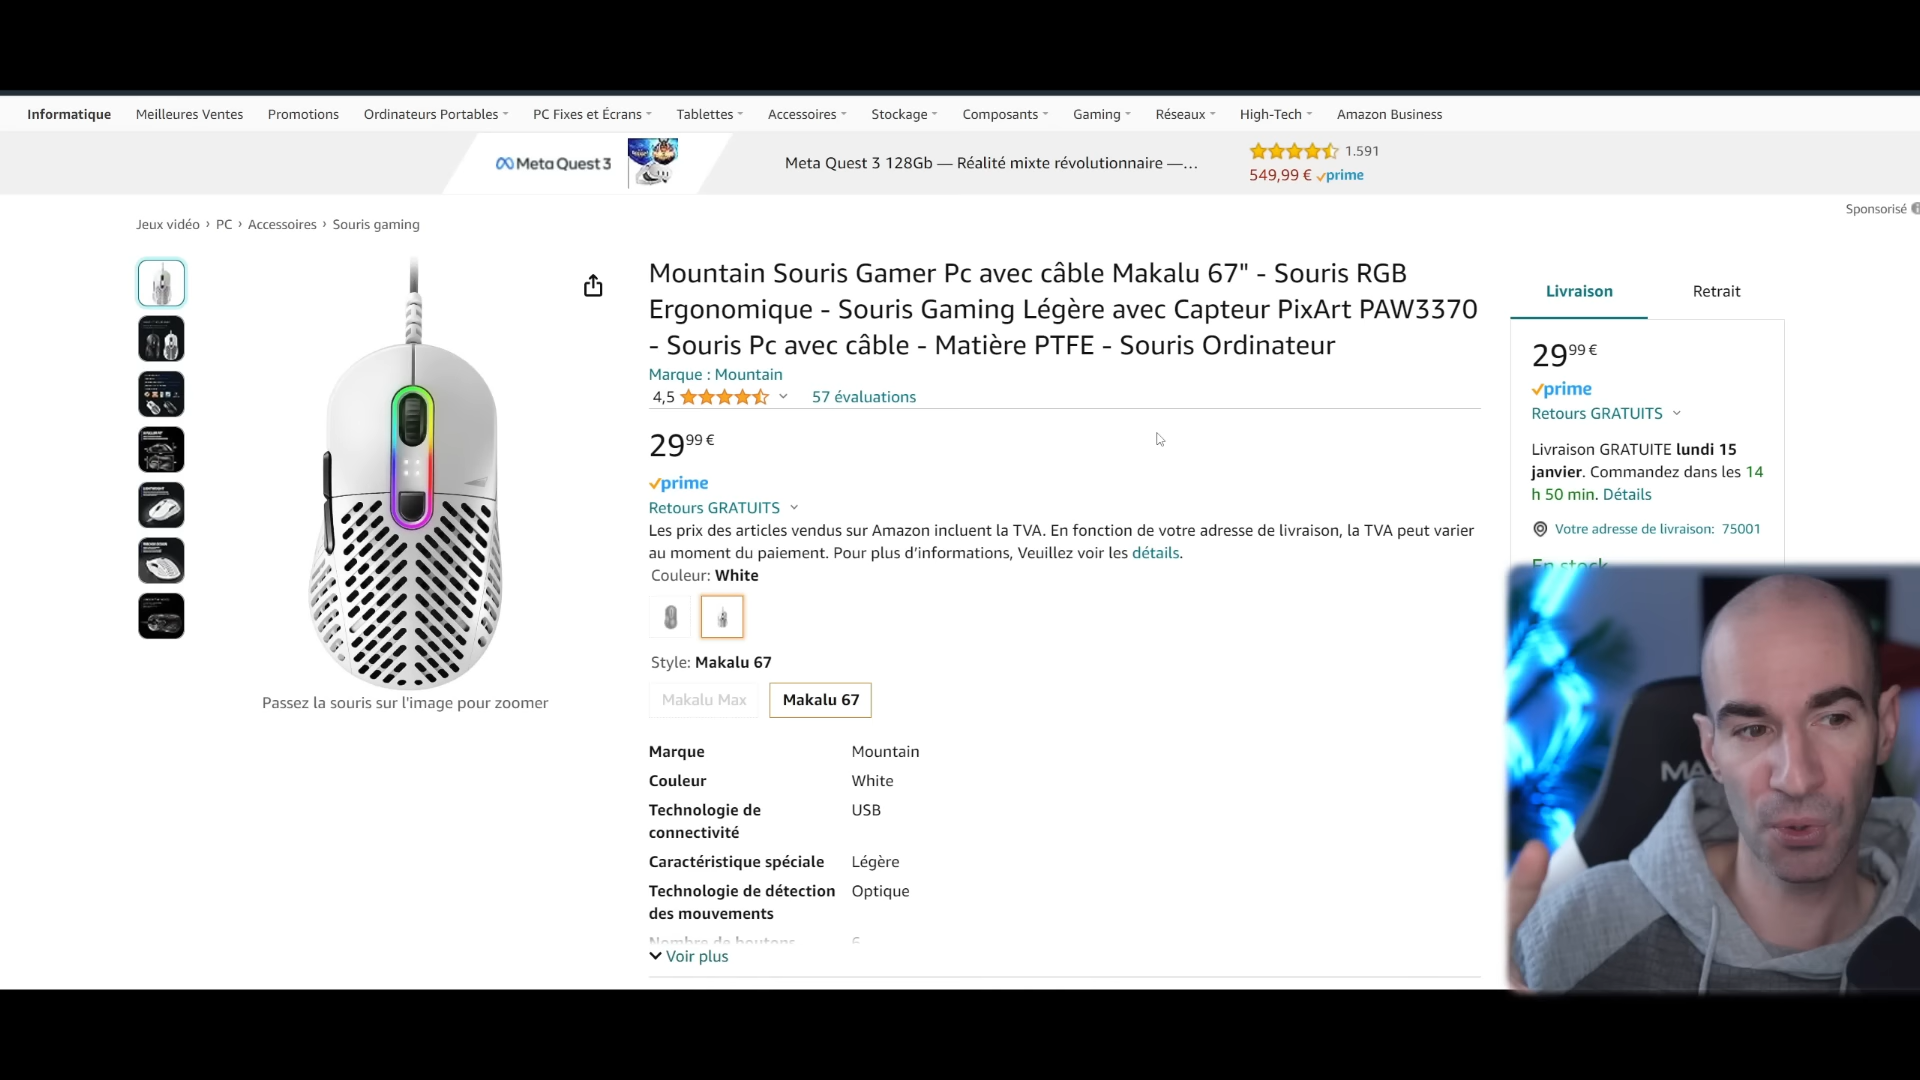 Informatique Meilleures Ventes Promotions Ordinateurs Portables PC Fixes et Écrans Tablettes Accessoires Stockage Composants Gaming Réseaux High-Tech Amazon Business
Meta Quest 3
Meta Quest 3 128Gb — Réalité mixte révolutionnaire —…
1.591
549,99 € prime
Sponsorisé
Jeux vidéo › PC › Accessoires › Souris gaming
Mountain Souris Gamer Pc avec câble Makalu 67" - Souris RGB
Ergonomique - Souris Gaming Légère avec Capteur PixArt PAW3370
- Souris Pc avec câble - Matière PTFE - Souris Ordinateur
Marque : Mountain
4,5 57 évaluations
29 99 €
prime
Retours GRATUITS
Les prix des articles vendus sur Amazon incluent la TVA. En fonction de votre adresse de livraison, la TVA peut varier
au moment du paiement. Pour plus d'informations, Veuillez voir les détails.
Couleur: White
Style: Makalu 67
Makalu Max Makalu 67
Passez la souris sur l'image pour zoomer
Marque Mountain
Couleur White
Technologie de connectivité USB
Caractéristique spéciale Légère
Technologie de détection des mouvements Optique
Nombre de boutons 6
Voir plus
Livraison Retrait
29 99 €
prime
Retours GRATUITS
Livraison GRATUITE lundi 15
janvier. Commandez dans les 14
h 50 min. Détails
Votre adresse de livraison: 75001
En stock